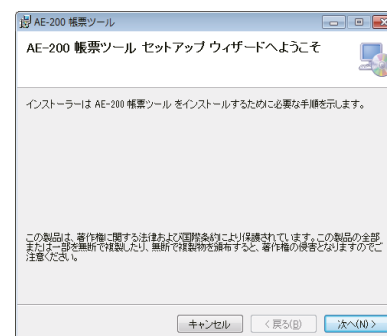 AE-200 帳票ツール
AE-200 帳票ツール セットアップ ウィザードへようこそ
インストーラーは AE-200 帳票ツール をインストールするために必要な手順を示します。
この製品は、著作権に関する法律および国際条約により保護されています。この製品の全部
または一部を無断で複製したり、無断で複製物を頒布すると、著作権の侵害となりますのでご
注意ください。
キャンセル
< 戻る(B)
次へ(N) >